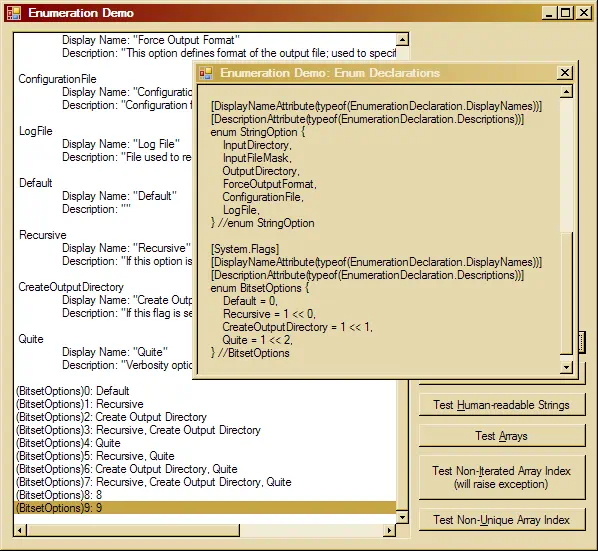 Enumeration Demo
Display Name: "Force Output Format"
Description: "This option defines format of the output file; used to specif
ConfigurationFile
Display Name: "Configuratio
Description: "Configuration f
LogFile
Display Name: "Log File"
Description: "File used to re
Default
Display Name: "Default"
Description: ""
Recursive
Display Name: "Recursive"
Description: "If this option is
CreateOutputDirectory
Display Name: "Create Outp
Description: "If this flag is se
Quite
Display Name: "Quite"
Description: "Verbosity optio
(BitsetOptions)0: Default
(BitsetOptions)1: Recursive
(BitsetOptions)2: Create Output Directory
(BitsetOptions)3: Recursive, Create Output Directory
(BitsetOptions)4: Quite
(BitsetOptions)5: Recursive, Quite
(BitsetOptions)6: Create Output Directory, Quite
(BitsetOptions)7: Recursive, Create Output Directory, Quite
(BitsetOptions)8: 8
(BitsetOptions)9: 9
Enumeration Demo: Enum Declarations
[DisplayNameAttribute(typeof(EnumerationDeclaration.DisplayNames))]
[DescriptionAttribute(typeof(EnumerationDeclaration.Descriptions))]
enum StringOption {
InputDirectory,
InputFileMask,
OutputDirectory,
ForceOutputFormat,
ConfigurationFile,
LogFile,
} //enum StringOption
[System.Flags]
[DisplayNameAttribute(typeof(EnumerationDeclaration.DisplayNames))]
[DescriptionAttribute(typeof(EnumerationDeclaration.Descriptions))]
enum BitsetOptions {
Default = 0,
Recursive = 1 << 0,
CreateOutputDirectory = 1 << 1,
Quite = 1 << 2,
} //BitsetOptions
Test Human-readable Strings
Test Arrays
Test Non-Iterated Array Index
(will raise exception)
Test Non-Unique Array Index